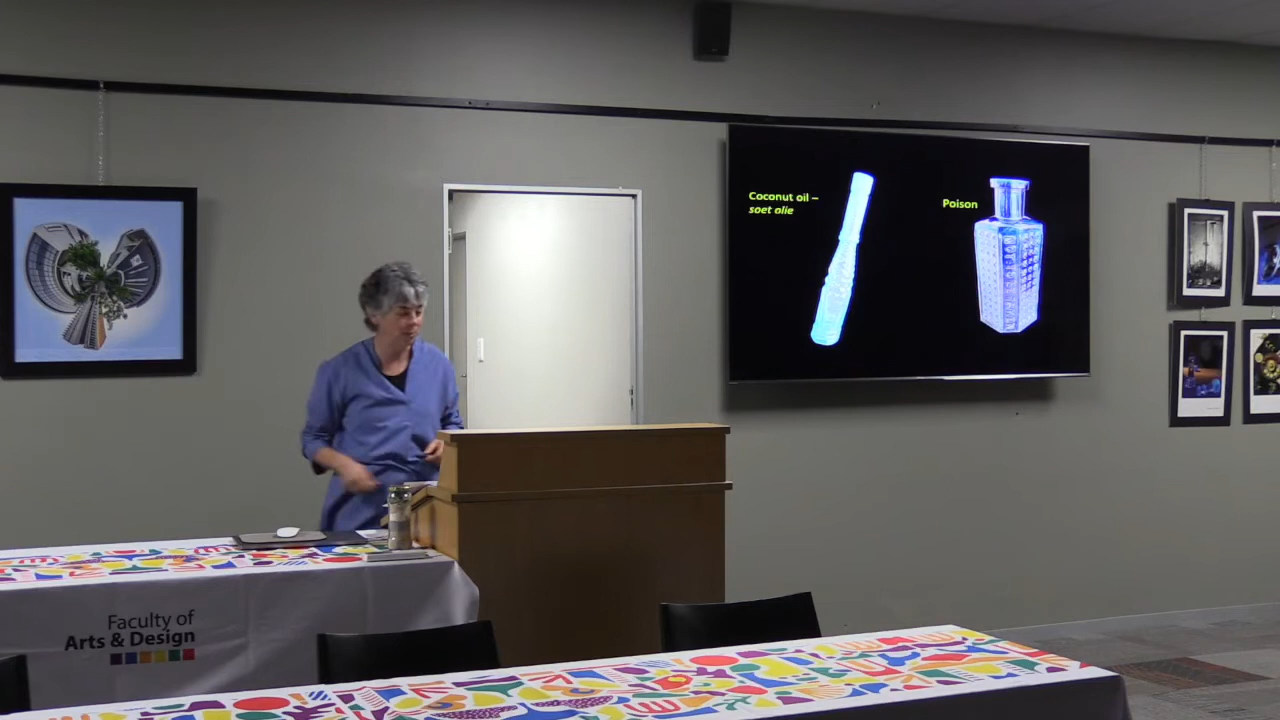 Coconut oil –
soet olie
Poison
Faculty of
Arts & Design